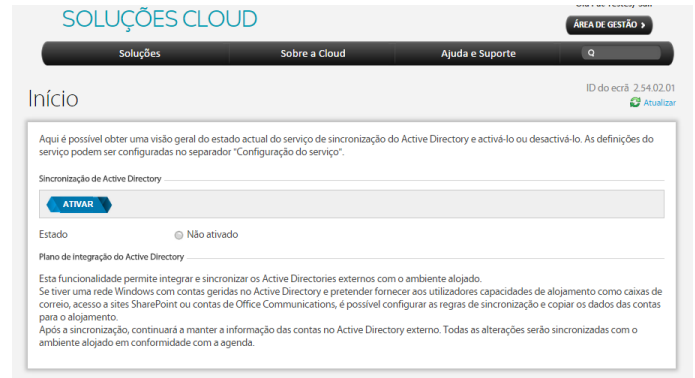 SOLUÇÕES CLOUD
ÁREA DE GESTÃO
Soluções
Sobre a Cloud
Ajuda e Suporte
Início
ID do ecrã 2.54.02.01
Atualizar
Aqui é possível obter uma visão geral do estado actual do serviço de sincronização do Active Directory e activá-lo ou desactivá-lo. As definições do
serviço podem ser configuradas no separador "Configuração do serviço".
Sincronização de Active Directory
ATIVAR
Estado
Não ativado
Plano de integração do Active Directory
Esta funcionalidade permite integrar e sincronizar os Active Directories externos com o ambiente alojado.
Se tiver uma rede Windows com contas geridas no Active Directory e pretender fornecer aos utilizadores capacidades de alojamento como caixas de
correio, acesso a sites SharePoint ou contas de Office Communications, é possível configurar as regras de sincronização e copiar os dados das contas
para o alojamento.
Após a sincronização, continuará a manter a informação das contas no Active Directory externo. Todas as alterações serão sincronizadas com o
ambiente alojado em conformidade com a agenda.